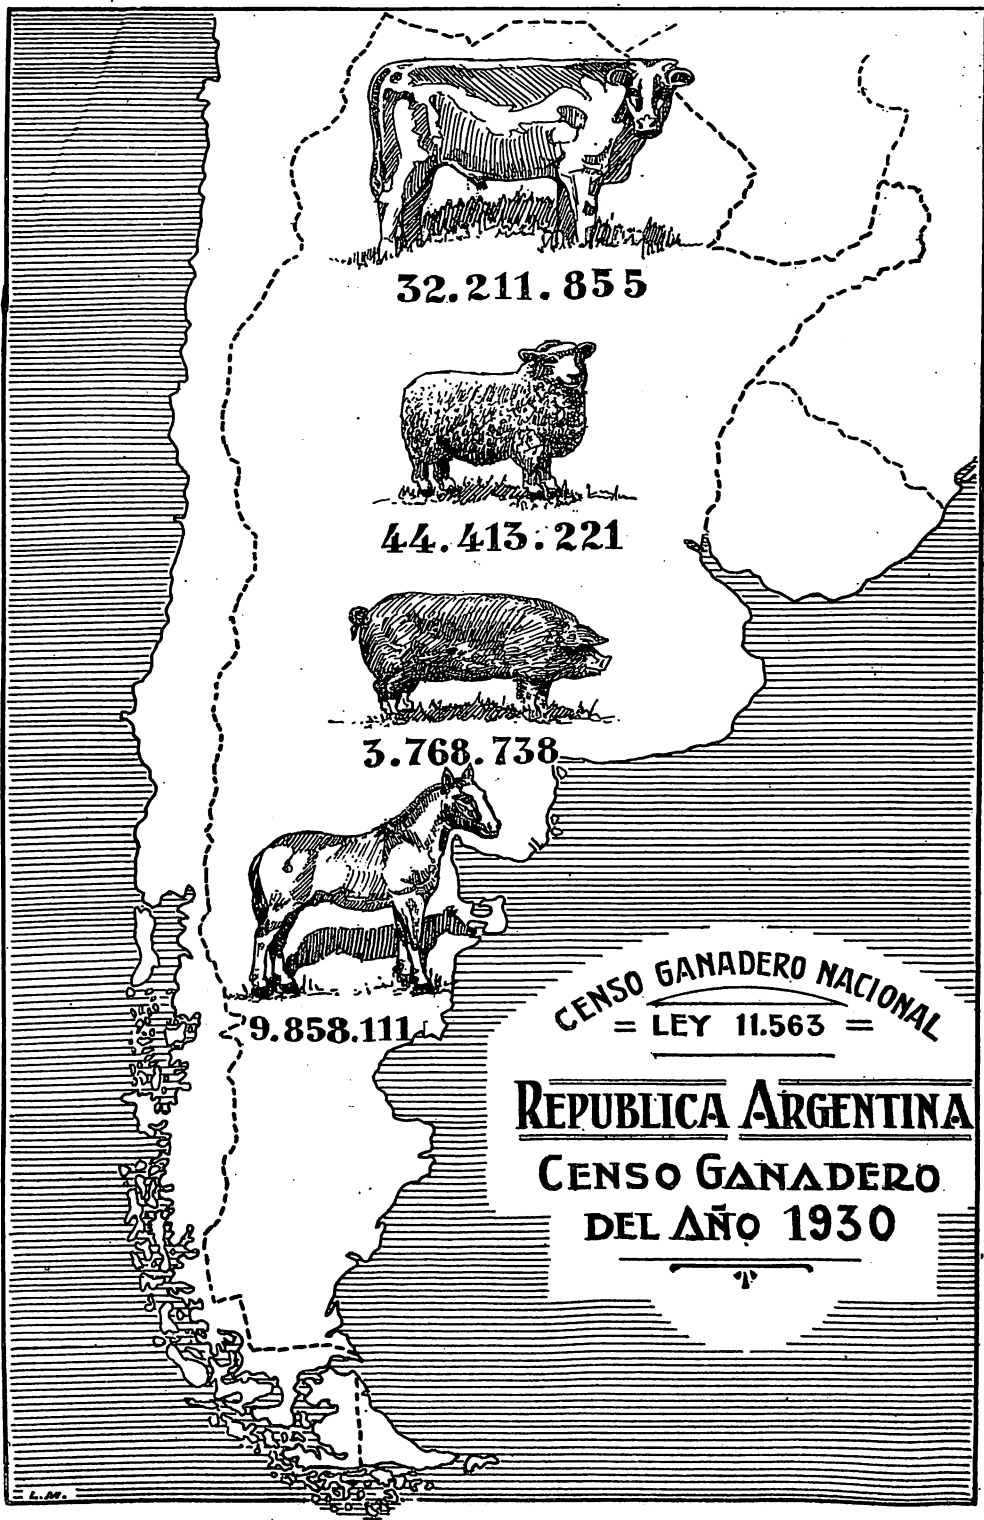 32.211.855
44.413.221
3.768.738
9.858.111
CENSO GANADERO NACIONAL
= LEY 11.563 =
REPUBLICA ARGENTINA
CENSO GANADERO
DEL AÑO 1930
L.M.